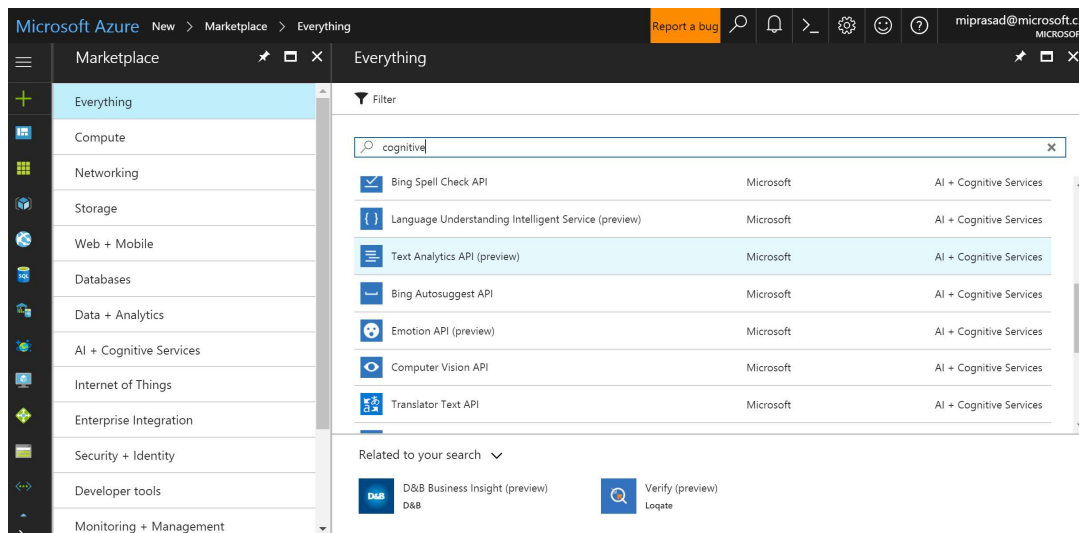 Microsoft Azure New > Marketplace > Everything
Report a bug
miprasad@microsoft.c
MICROSOF
Marketplace
Everything
Compute
Networking
Storage
Web + Mobile
Databases
Data + Analytics
AI + Cognitive Services
Internet of Things
Enterprise Integration
Security + Identity
Developer tools
Monitoring + Management
Everything
Filter
cognitive
Bing Spell Check API Microsoft AI + Cognitive Services
Language Understanding Intelligent Service (preview) Microsoft AI + Cognitive Services
Text Analytics API (preview) Microsoft AI + Cognitive Services
Bing Autosuggest API Microsoft AI + Cognitive Services
Emotion API (preview) Microsoft AI + Cognitive Services
Computer Vision API Microsoft AI + Cognitive Services
Translator Text API Microsoft AI + Cognitive Services
Related to your search
D&B
D&B Business Insight (preview)
D&B
Verify (preview)
Loqate